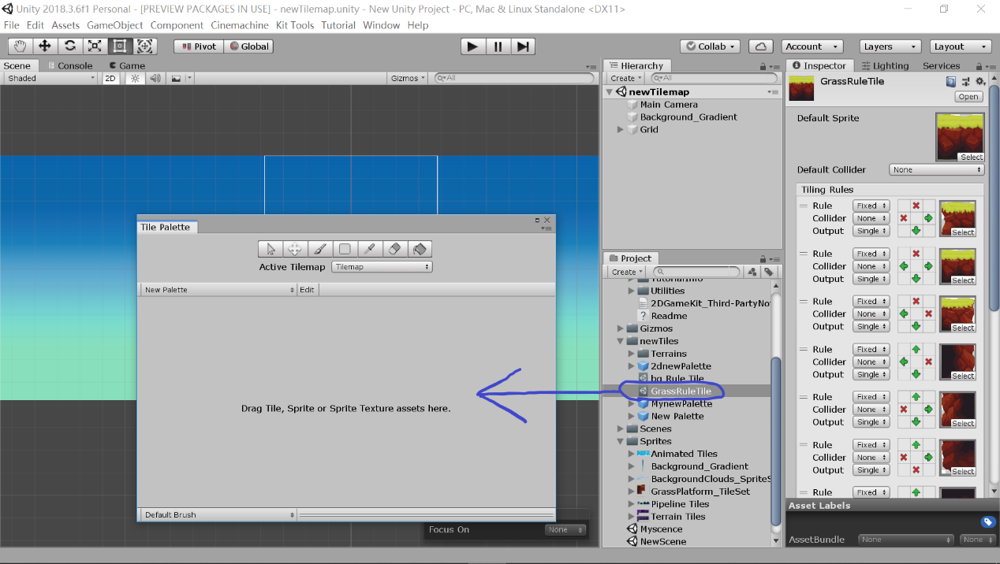 Unity 2018.3.6f1 Personal - [PREVIEW PACKAGES IN USE] - newTilemap.unity - New Unity Project - PC, Mac & Linux Standalone <DX11>
File Edit Assets GameObject Component Cinemachine Kit Tools Tutorial Window Help
Pivot Global Collab Account Layers Layout
Scene Console Game
Shaded 2D Gizmos All
Tile Palette
Active Tilemap Tilemap
New Palette Edit
Drag Tile, Sprite or Sprite Texture assets here.
Default Brush
Focus On None
Hierarchy
Create All
newTilemap
Main Camera
Background_Gradient
Grid
Project
Create
TutorialInfo
Utilities
2DGameKit_Third-PartyNo
Readme
Gizmos
newTiles
Terrains
2dnewPalette
bg Rule Tile
GrassRuleTile
MynewPalette
New Palette
Scenes
Sprites
Animated Tiles
Background_Gradient
BackgroundClouds_SpriteS
GrassPlatform_TileSet
Pipeline Tiles
Terrain Tiles
Myscence
NewScene
Inspector Lighting Services
GrassRuleTile
Open
Default Sprite
Select
Default Collider None
Tiling Rules
Rule Fixed
Collider None
Output Single Select
Rule Fixed
Collider None
Output Single Select
Rule Fixed
Collider None
Output Single Select
Rule Fixed
Collider None
Output Single Select
Rule Fixed
Collider None
Output Single Select
Rule Fixed
Collider None
Output Single Select
Rule Fixed
Asset Labels
AssetBundle None None